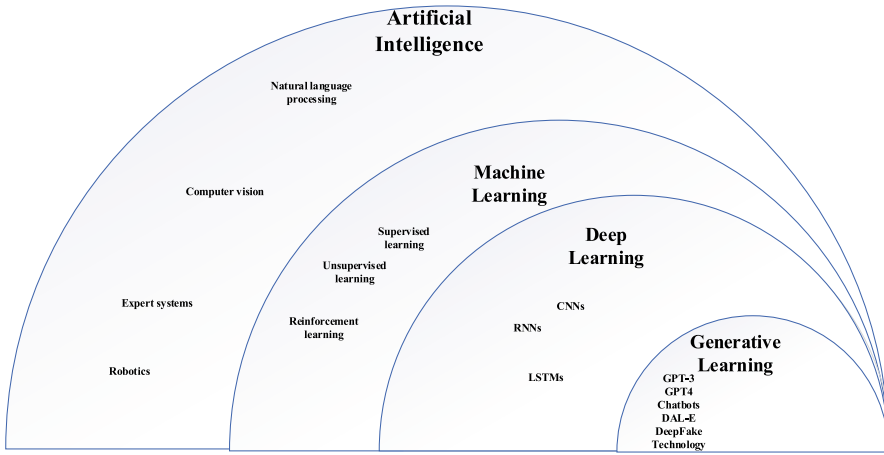 Artificial
Intelligence
Natural language
processing
Computer vision
Expert systems
Robotics
Machine
Learning
Supervised
learning
Unsupervised
learning
Reinforcement
learning
Deep
Learning
CNNs
RNNs
LSTMs
Generative
Learning
GPT-3
GPT4
Chatbots
DAL-E
DeepFake
Technology